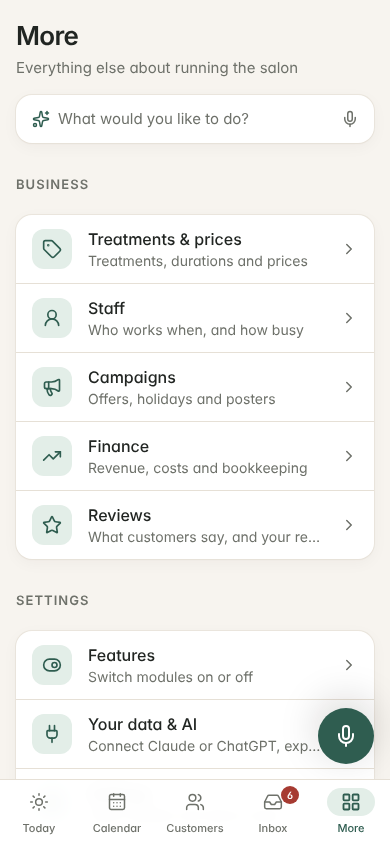 More
Everything else about running the salon
What would you like to do?
BUSINESS
Treatments & prices
Treatments, durations and prices
Staff
Who works when, and how busy
Campaigns
Offers, holidays and posters
Finance
Revenue, costs and bookkeeping
Reviews
What customers say, and your re...
SETTINGS
Features
Switch modules on or off
Your data & AI
Connect Claude or ChatGPT, exp...
6
Today
Calendar
Customers
Inbox
More